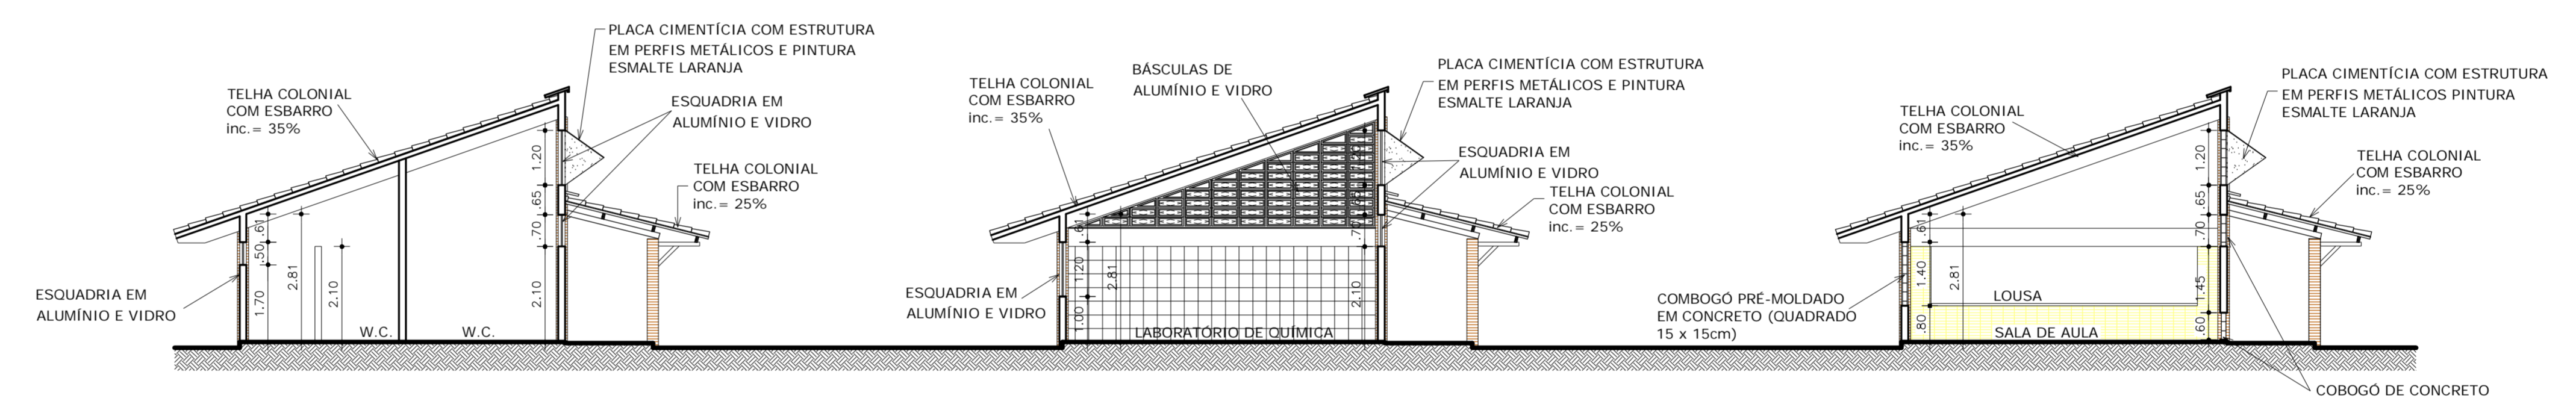 PLACA CIMENTÍCIA COM ESTRUTURA
EM PERFIS METÁLICOS E PINTURA
ESMALTE LARANJA
TELHA COLONIAL
COM ESBARRO
inc.= 35%
ESQUADRIA EM
ALUMÍNIO E VIDRO
TELHA COLONIAL
COM ESBARRO
inc.= 25%
ESQUADRIA EM
ALUMÍNIO E VIDRO
.61
.50
1.70
2.81
2.10
1.20
.65
.70
2.10
W.C.
W.C.
TELHA COLONIAL
COM ESBARRO
inc.= 35%
BÁSCULAS DE
ALUMÍNIO E VIDRO
PLACA CIMENTÍCIA COM ESTRUTURA
EM PERFIS METÁLICOS E PINTURA
ESMALTE LARANJA
ESQUADRIA EM
ALUMÍNIO E VIDRO
TELHA COLONIAL
COM ESBARRO
inc.= 25%
ESQUADRIA EM
ALUMÍNIO E VIDRO
.61
1.20
1.00
2.81
1.20
.65
.70
2.10
LABORATÓRIO DE QUÍMICA
PLACA CIMENTÍCIA COM ESTRUTURA
EM PERFIS METÁLICOS PINTURA
ESMALTE LARANJA
TELHA COLONIAL
COM ESBARRO
inc.= 35%
TELHA COLONIAL
COM ESBARRO
inc.= 25%
COMBOGÓ PRÉ-MOLDADO
EM CONCRETO (QUADRADO
15 x 15cm)
.61
1.40
.80
2.81
1.20
.65
.70
1.45
.60
LOUSA
SALA DE AULA
COBOGÓ DE CONCRETO